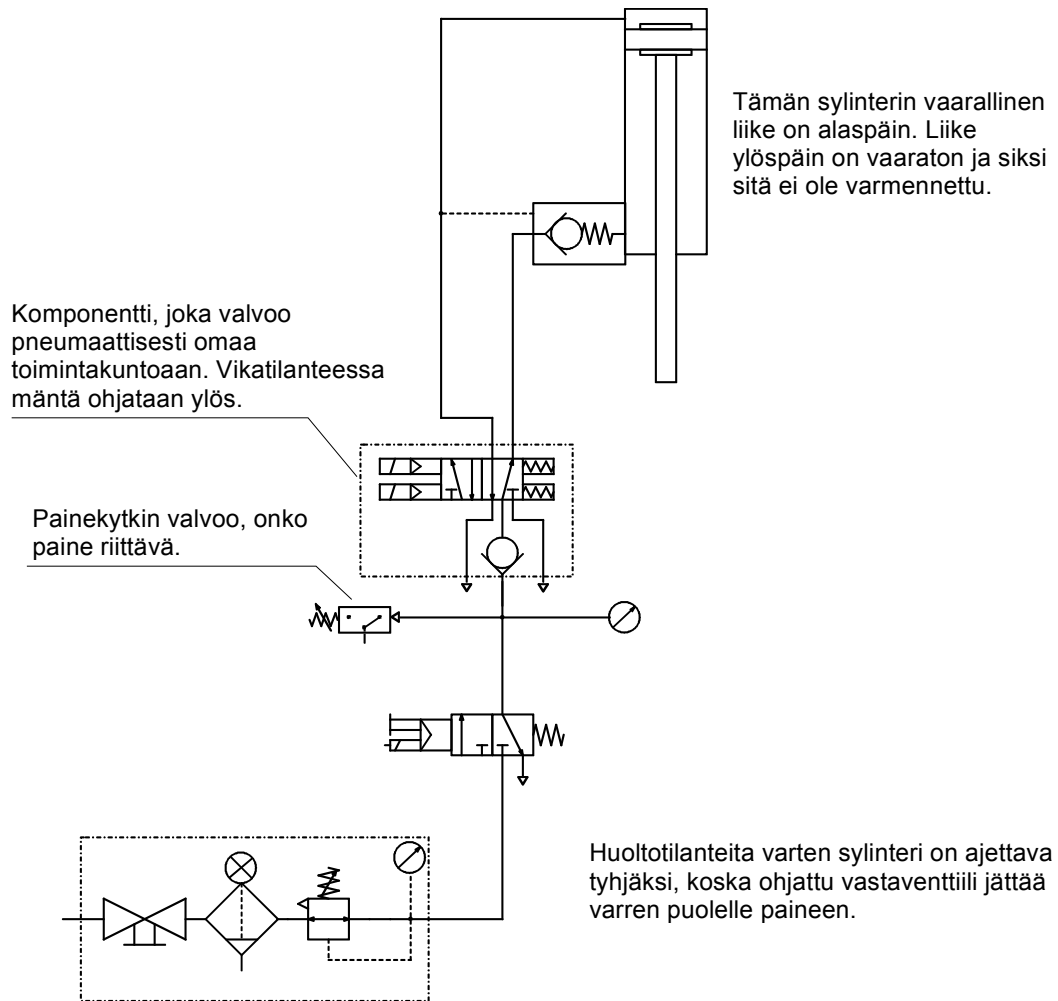 Tämän sylinterin vaarallinen
liike on alaspäin. Liike
ylöspäin on vaaraton ja siksi
sitä ei ole varmennettu.
Komponentti, joka valvoo
pneumaattisesti omaa
toimintakuntoaan. Vikatilanteessa
mäntä ohjataan ylös.
Painekytkin valvoo, onko
paine riittävä.
Huoltotilanteita varten sylinteri on ajettava
tyhjäksi, koska ohjattu vastaventtiili jättää
varren puolelle paineen.